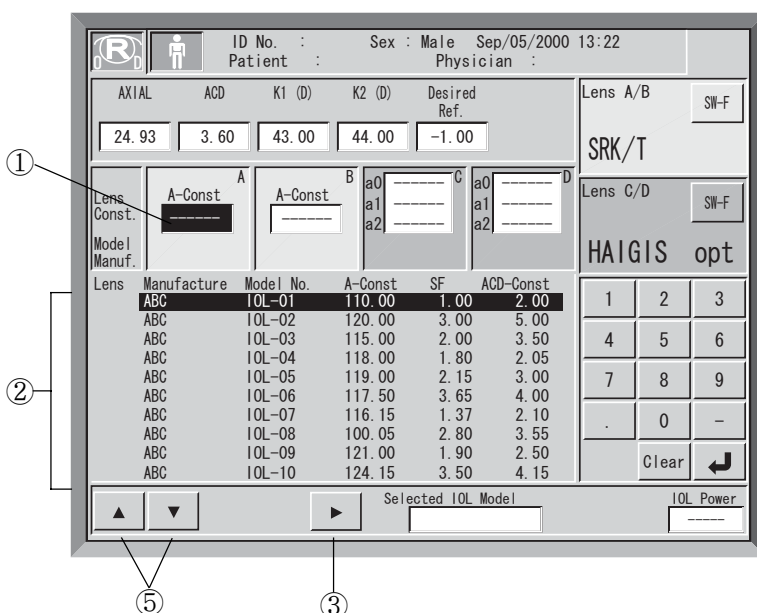 ID No. : Sex : Male Sep/05/2000 13:22
R
O D
Patient : Physician :
AXIAL ACD K1 (D) K2 (D) Desired Ref.
24.93 3.60 43.00 44.00 -1.00
Lens A/B SW-F
SRK/T
①
Lens Const.
Model Manuf.
A
A-Const
------
B
A-Const
------
C
a0 ------
a1 ------
a2 ------
D
a0 ------
a1 ------
a2 ------
Lens C/D SW-F
HAIGIS opt
②
Lens Manufacture Model No. A-Const SF ACD-Const
ABC IOL-01 110.00 1.00 2.00
ABC IOL-02 120.00 3.00 5.00
ABC IOL-03 115.00 2.00 3.50
ABC IOL-04 118.00 1.80 2.05
ABC IOL-05 119.00 2.15 3.00
ABC IOL-06 117.50 3.65 4.00
ABC IOL-07 116.15 1.37 2.10
ABC IOL-08 100.05 2.80 3.55
ABC IOL-09 121.00 1.90 2.50
ABC IOL-10 124.15 3.50 4.15
1 2 3
4 5 6
7 8 9
. 0 -
Clear
▲ ▼ ► Selected IOL Model IOL Power
-----
⑤ ③